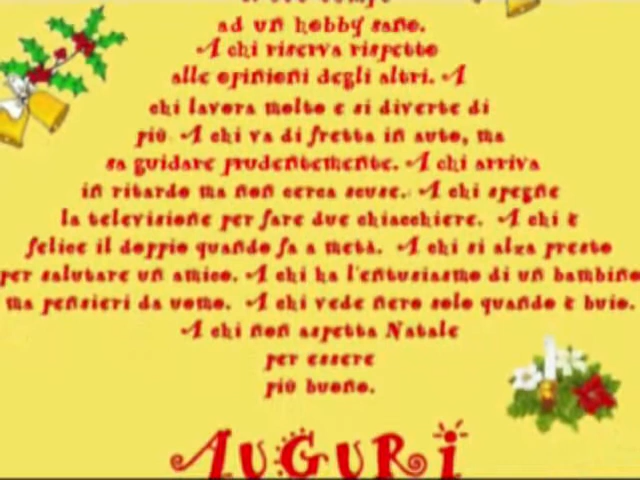 ad un hobby sano.
A chi riserva rispetto
alle opinioni degli altri. A
chi lavora molto e si diverte di
più. A chi va di fretta in auto, ma
sa guidare prudentemente. A chi arriva
in ritardo ma non cerca scuse. A chi spegne
la televisione per fare due chiacchiere. A chi è
felice il doppio quando fa a metà. A chi si alza presto
per salutare un amico. A chi ha l'entusiasmo di un bambino
ma pensieri da uomo. A chi vede nero solo quando è buio.
A chi non aspetta Natale
per essere
più buono.
AUGURi